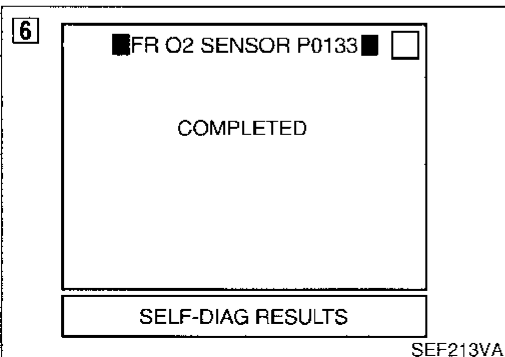 6
FR O2 SENSOR P0133
COMPLETED
SELF-DIAG RESULTS
SEF213VA